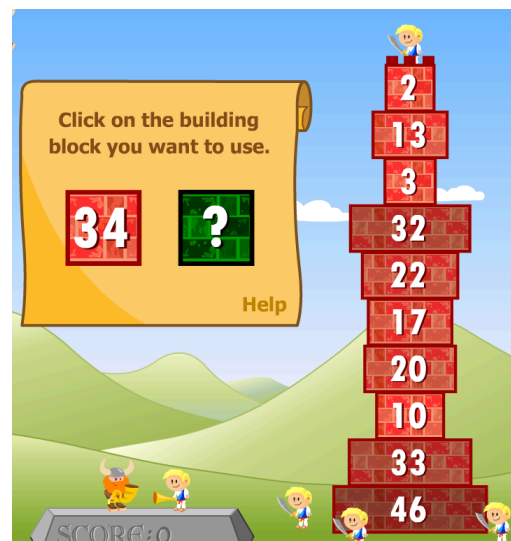 Click on the building
block you want to use.
34 ?
Help
2
13
3
32
22
17
20
10
33
46
SCORE:0